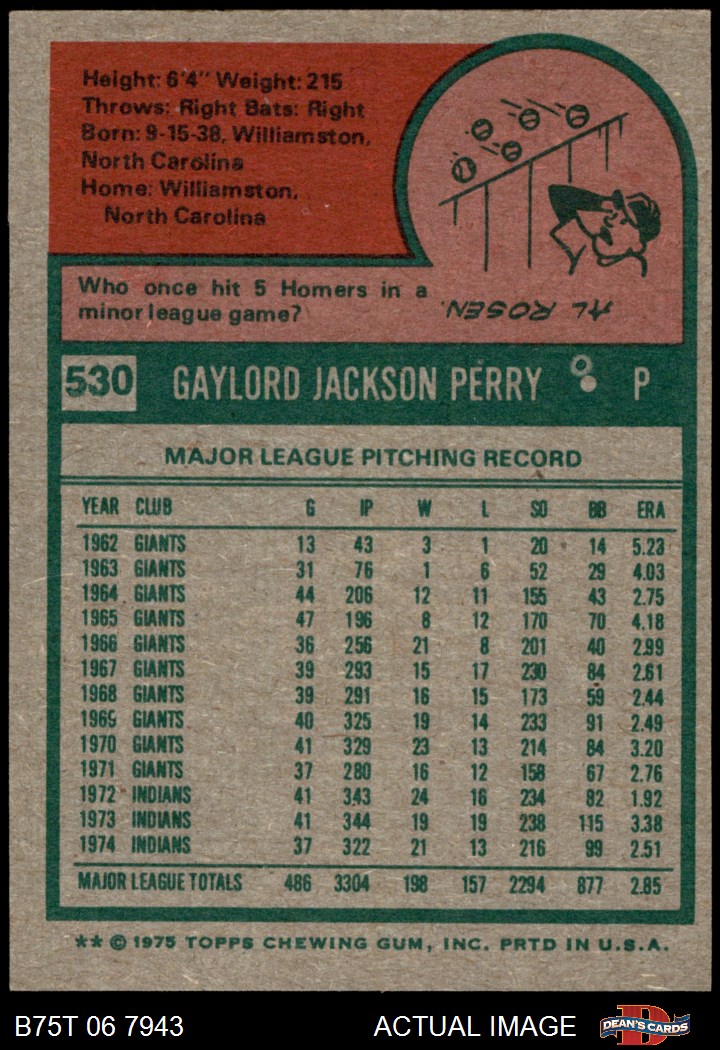 Height: 6'4" Weight: 215
Throws: Right Bats: Right
Born: 9-15-38, Williamston,
North Carolina
Home: Williamston,
North Carolina
Who once hit 5 Homers in a
minor league game?
AL ROSEN.
530 GAYLORD JACKSON PERRY P
MAJOR LEAGUE PITCHING RECORD
YEAR CLUB G IP W L SO BB ERA
1962 GIANTS 13 43 3 1 20 14 5.23
1963 GIANTS 31 76 1 6 52 29 4.03
1964 GIANTS 44 206 12 11 155 43 2.75
1965 GIANTS 47 196 8 12 170 70 4.18
1966 GIANTS 36 256 21 8 201 40 2.99
1967 GIANTS 39 293 15 17 230 84 2.61
1968 GIANTS 39 291 16 15 173 59 2.44
1969 GIANTS 40 325 19 14 233 91 2.49
1970 GIANTS 41 329 23 13 214 84 3.20
1971 GIANTS 37 280 16 12 158 67 2.76
1972 INDIANS 41 343 24 16 234 82 1.92
1973 INDIANS 41 344 19 19 238 115 3.38
1974 INDIANS 37 322 21 13 216 99 2.51
MAJOR LEAGUE TOTALS 486 3304 198 157 2294 877 2.85
** © 1975 TOPPS CHEWING GUM, INC. PRTD IN U.S.A.
B75T 06 7943 ACTUAL IMAGE D DEAN'S CARDS